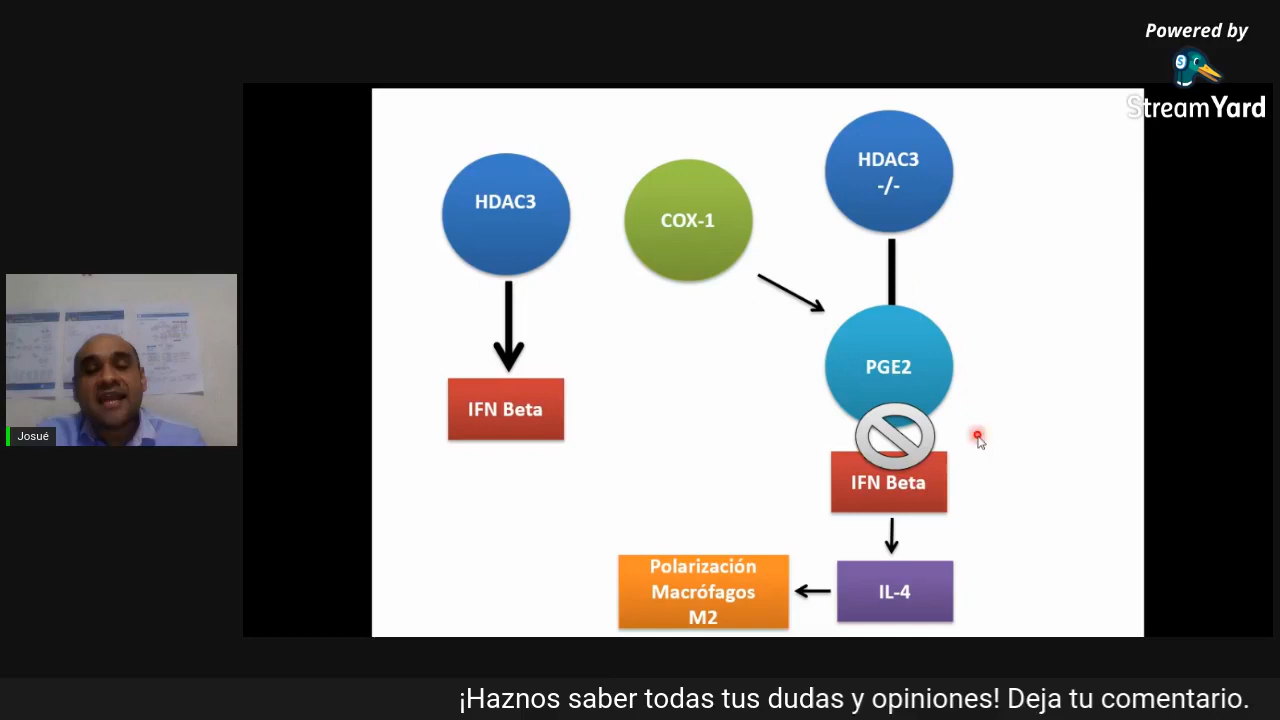 Powered by
StreamYard
HDAC3
COX-1
HDAC3
-/-
PGE2
IFN Beta
IFN Beta
Polarización
Macrófagos
M2
IL-4
Josué
¡Haznos saber todas tus dudas y opiniones! Deja tu comentario.